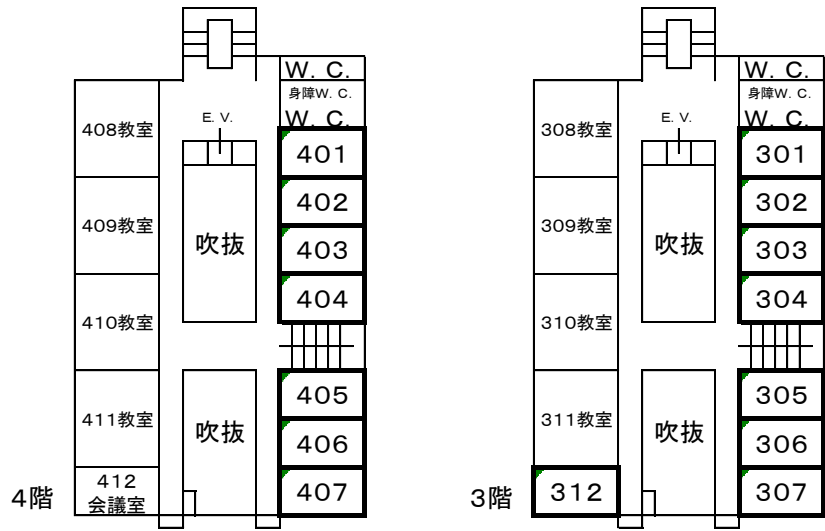 W. C.
身障W. C.
W. C.
E. V.
408教室
401
402
409教室
吹抜
403
410教室
404
405
411教室
吹抜
406
412
会議室
407
4階
W. C.
身障W. C.
W. C.
E. V.
308教室
301
302
309教室
吹抜
303
310教室
304
305
311教室
吹抜
306
312
307
3階